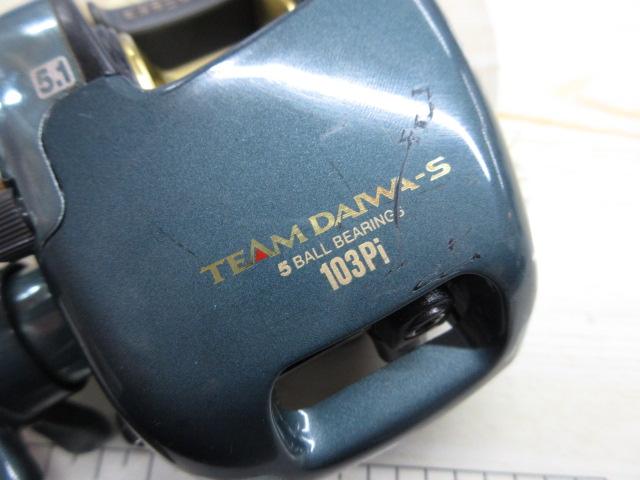 5.1
TEAM DAIWA-S
5 BALL BEARINGS
103Pi